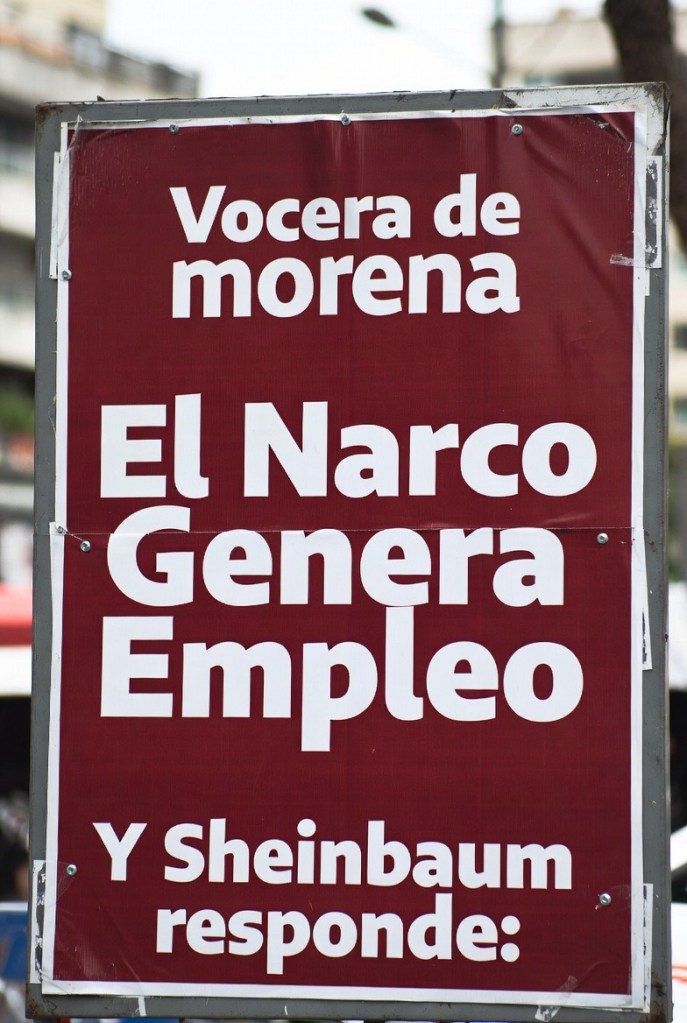 Vocera de
morena
El Narco
Genera
Empleo
Y Sheinbaum
responde: